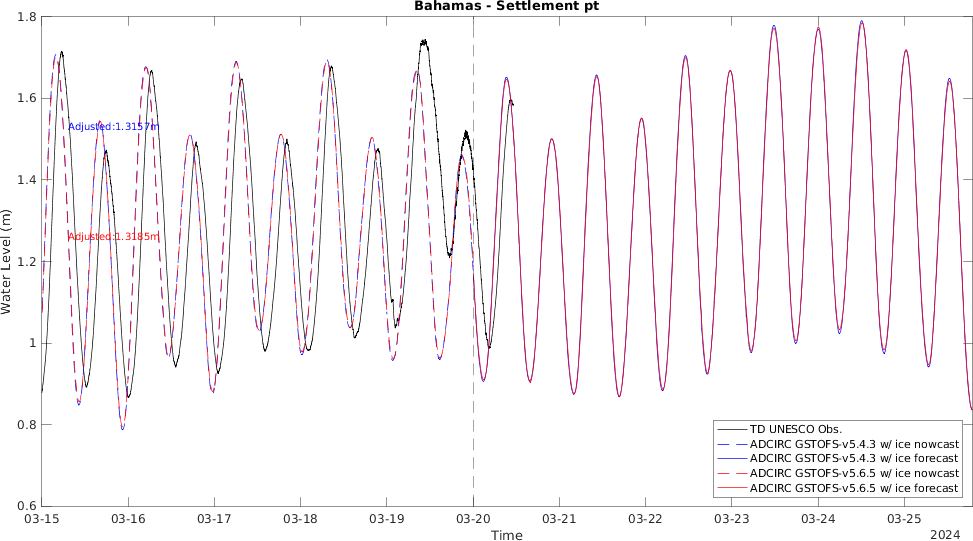 Bahamas - Settlement pt
1.8
1.6
1.4
1.2
1
0.8
0.6
Water Level (m)
Adjusted:1.3157m
Adjusted:1.3185m
TD UNESCO Obs.
ADCIRC GSTOFS-v5.4.3 w/ ice nowcast
ADCIRC GSTOFS-v5.4.3 w/ ice forecast
ADCIRC GSTOFS-v5.6.5 w/ ice nowcast
ADCIRC GSTOFS-v5.6.5 w/ ice forecast
03-15 03-16 03-17 03-18 03-19 03-20 03-21 03-22 03-23 03-24 03-25
Time
2024